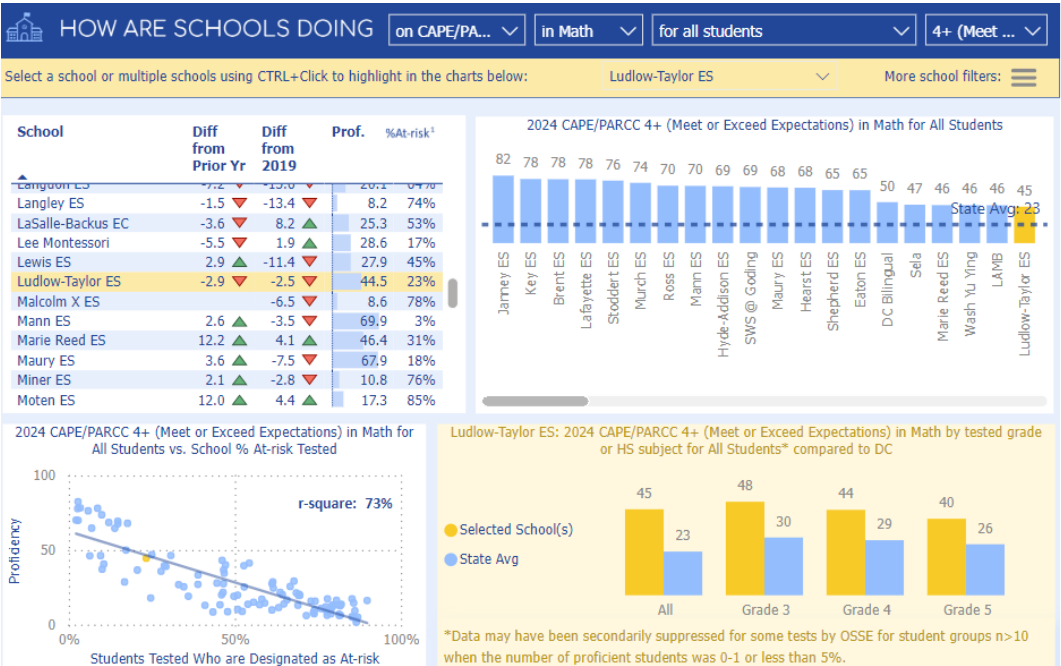 HOW ARE SCHOOLS DOING on CAPE/PA... in Math for all students 4+ (Meet ...
Select a school or multiple schools using CTRL+Click to highlight in the charts below: Ludlow-Taylor ES More school filters:
School Diff from Prior Yr Diff from 2019 Prof. %At-risk¹
Langdon ES -7.2 -15.0 20.1 64%
Langley ES -1.5 -13.4 8.2 74%
LaSalle-Backus EC -3.6 8.2 25.3 53%
Lee Montessori -5.5 1.9 28.6 17%
Lewis ES 2.9 -11.4 27.9 45%
Ludlow-Taylor ES -2.9 -2.5 44.5 23%
Malcolm X ES -6.5 8.6 78%
Mann ES 2.6 -3.5 69.9 3%
Marie Reed ES 12.2 4.1 46.4 31%
Maury ES 3.6 -7.5 67.9 18%
Miner ES 2.1 -2.8 10.8 76%
Moten ES 12.0 4.4 17.3 85%
2024 CAPE/PARCC 4+ (Meet or Exceed Expectations) in Math for All Students
82 78 78 78 76 74 70 70 69 69 68 68 65 65 50 47 46 46 46 45
State Avg: 23
Janney ES
Key ES
Brent ES
Lafayette ES
Stoddert ES
Murch ES
Ross ES
Mann ES
Hyde-Addison ES
SWS @ Goding
Maury ES
Hearst ES
Shepherd ES
Eaton ES
DC Bilingual
Sela
Marie Reed ES
Wash Yu Ying
LAMB
Ludlow-Taylor ES
2024 CAPE/PARCC 4+ (Meet or Exceed Expectations) in Math for
All Students vs. School % At-risk Tested
100
r-square: 73%
Proficiency
50
0
0% 50% 100%
Students Tested Who are Designated as At-risk
Ludlow-Taylor ES: 2024 CAPE/PARCC 4+ (Meet or Exceed Expectations) in Math by tested grade
or HS subject for All Students* compared to DC
Selected School(s)
State Avg
45 23 48 30 44 29 40 26
All Grade 3 Grade 4 Grade 5
*Data may have been secondarily suppressed for some tests by OSSE for student groups n>10
when the number of proficient students was 0-1 or less than 5%.